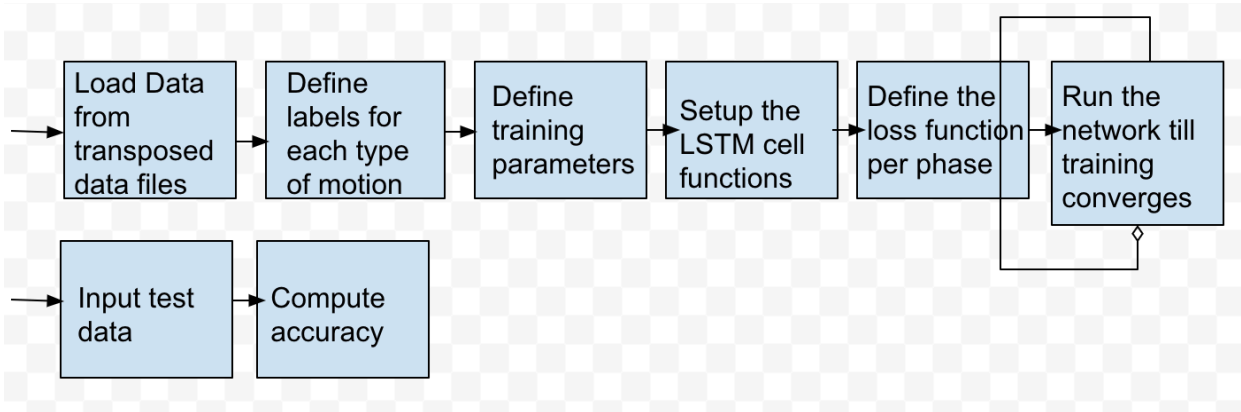 Load Data
from
transposed
data files
Define
labels for
each type
of motion
Define
training
parameters
Setup the
LSTM cell
functions
Define the
loss function
per phase
Run the
network till
training
converges
Input test
data
Compute
accuracy